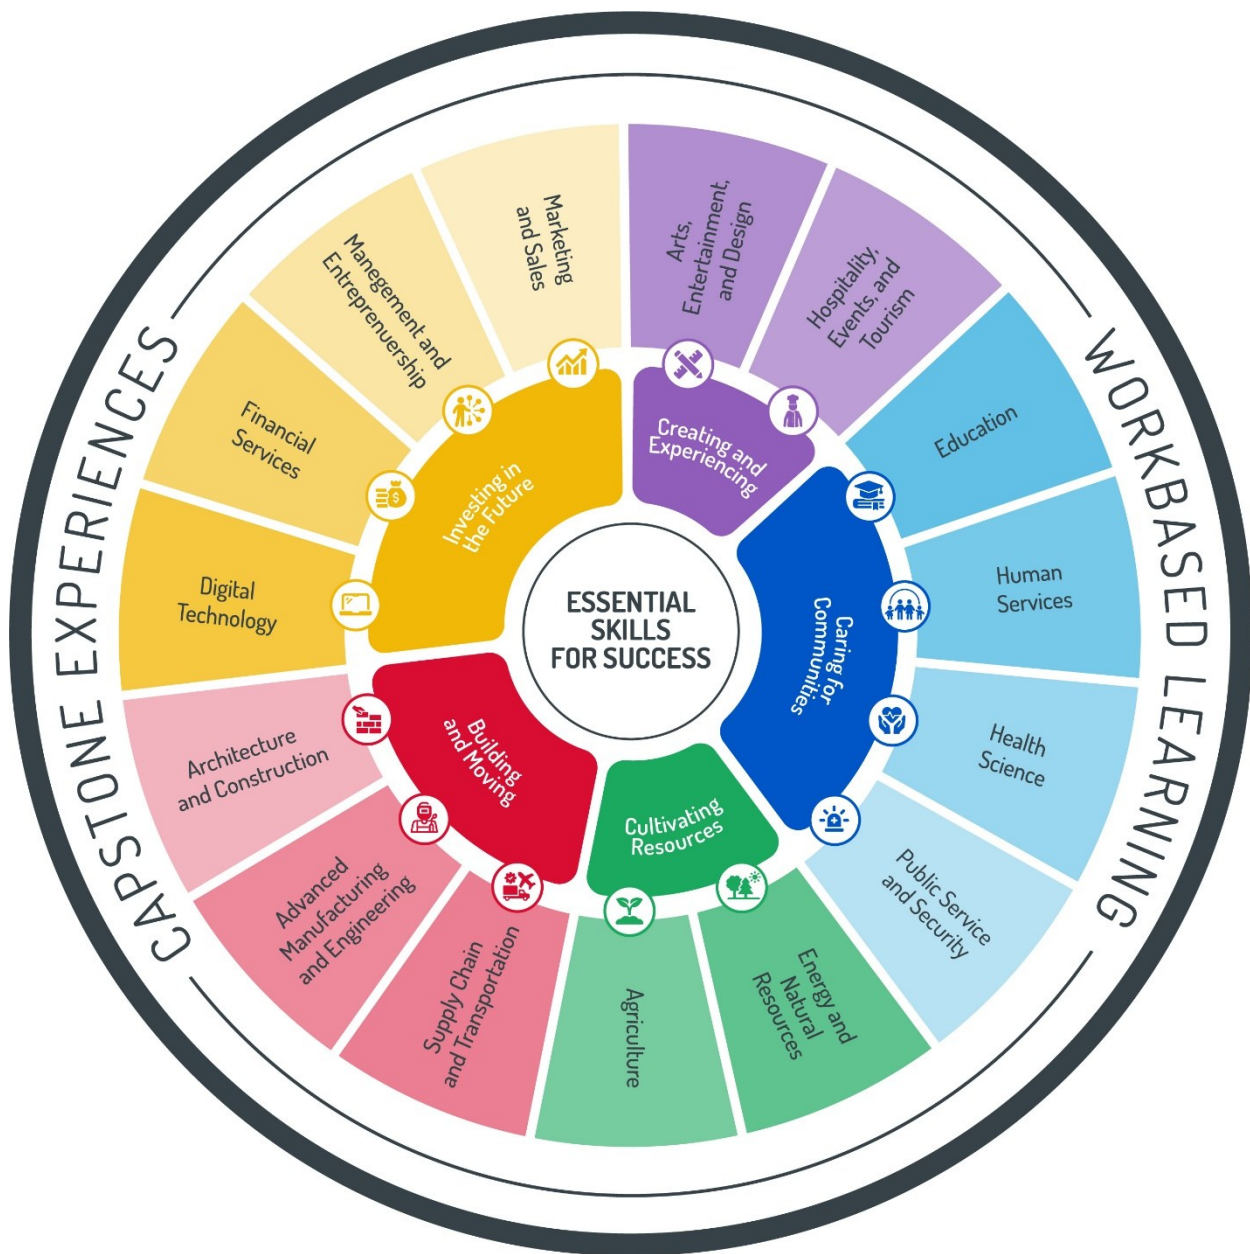 CAPSTONE EXPERIENCES
WORKBASED LEARNING
ESSENTIAL
SKILLS
FOR SUCCESS
Creating and
Experiencing
Arts,
Entertainment,
and Design
Hospitality,
Events, and
Tourism
Caring for
Communities
Education
Human
Services
Health
Science
Public Service
and Security
Cultivating
Resources
Energy and
Natural
Resources
Agriculture
Building
and Moving
Supply Chain
and Transportation
Advanced
Manufacturing
and Engineering
Architecture
and Construction
Investing in
the Future
Digital
Technology
Financial
Services
Manegement and
Entreprenuership
Marketing
and Sales